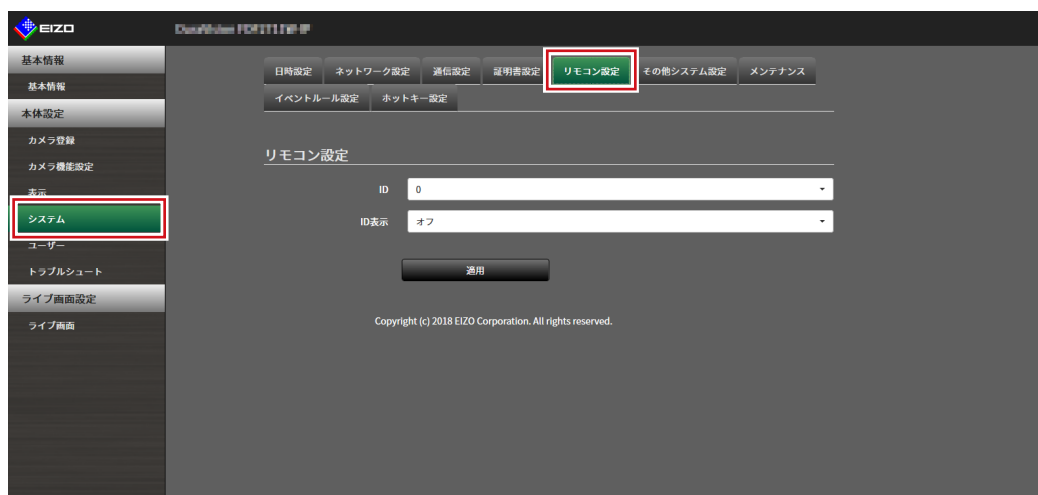 EIZO
基本情報
基本情報
本体設定
カメラ登録
カメラ機能設定
表示
システム
ユーザー
トラブルシュート
ライブ画面設定
ライブ画面
日時設定 ネットワーク設定 通信設定 証明書設定 リモコン設定 その他システム設定 メンテナンス
イベントルール設定 ホットキー設定
リモコン設定
ID 0
ID表示 オフ
適用
Copyright (c) 2018 EIZO Corporation. All rights reserved.